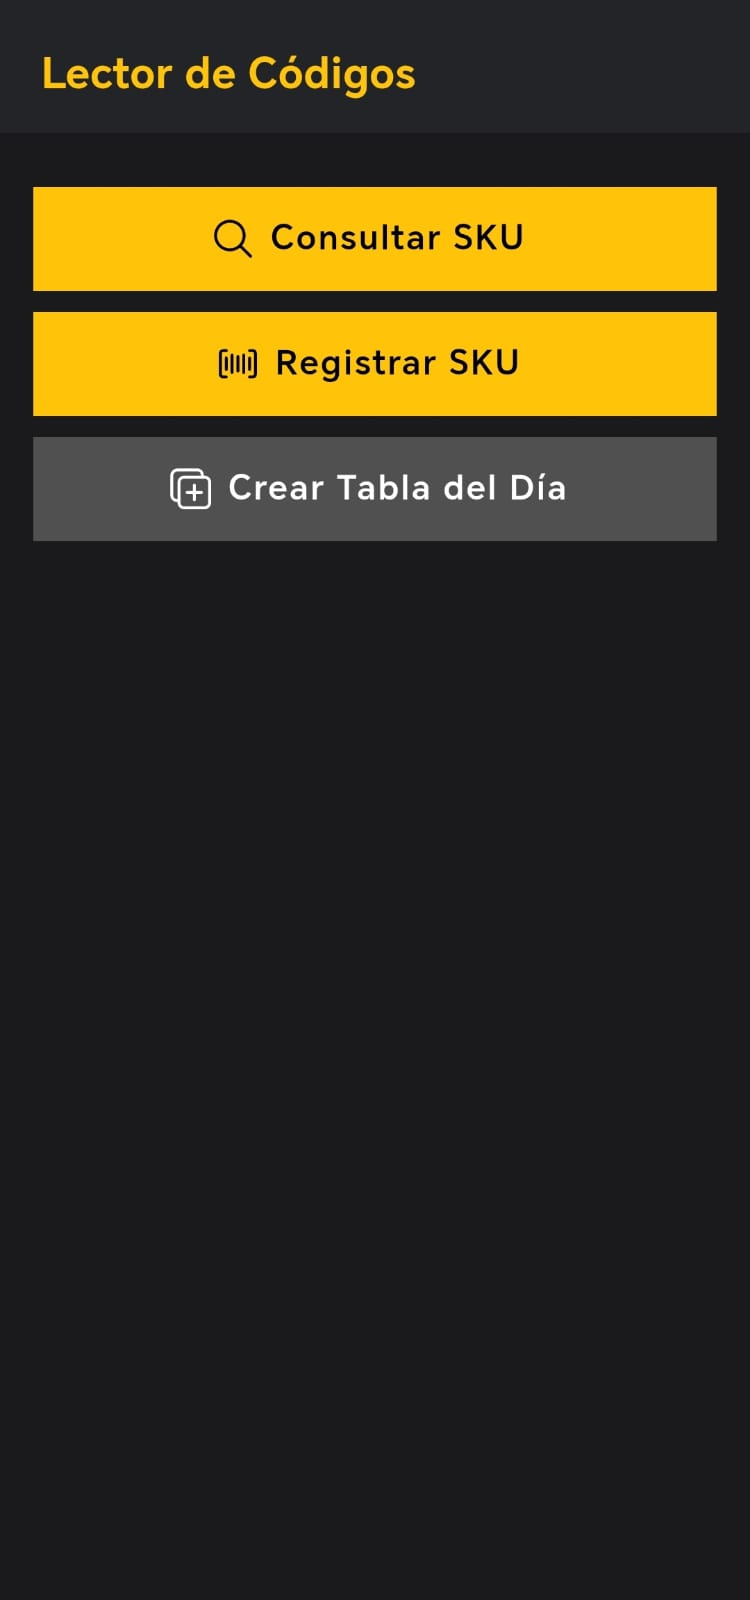 Lector de Códigos
Consultar SKU
Registrar SKU
Crear Tabla del Día